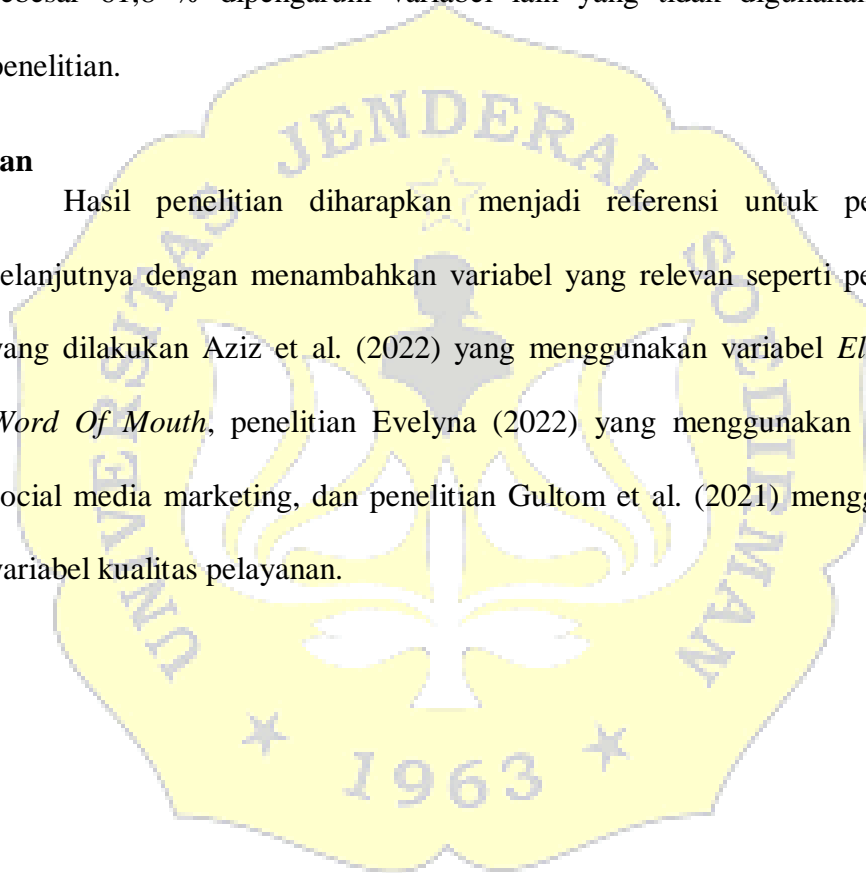 sebesar % dipengaruhi variabel lain yang tidak digunakan
penelitian.
an
Hasil penelitian diharapkan menjadi referensi untuk pe
selanjutnya dengan menambahkan variabel yang relevan seperti pe
yang dilakukan Aziz et al. (2022) yang menggunakan variabel El
Word Of Mouth, penelitian Evelyna (2022) yang menggunakan
social media marketing, dan penelitian Gultom et al. (2021) mengg
variabel kualitas pelayanan.
UNIVERSITAS JENDERAL SOEDIRMAN
1963